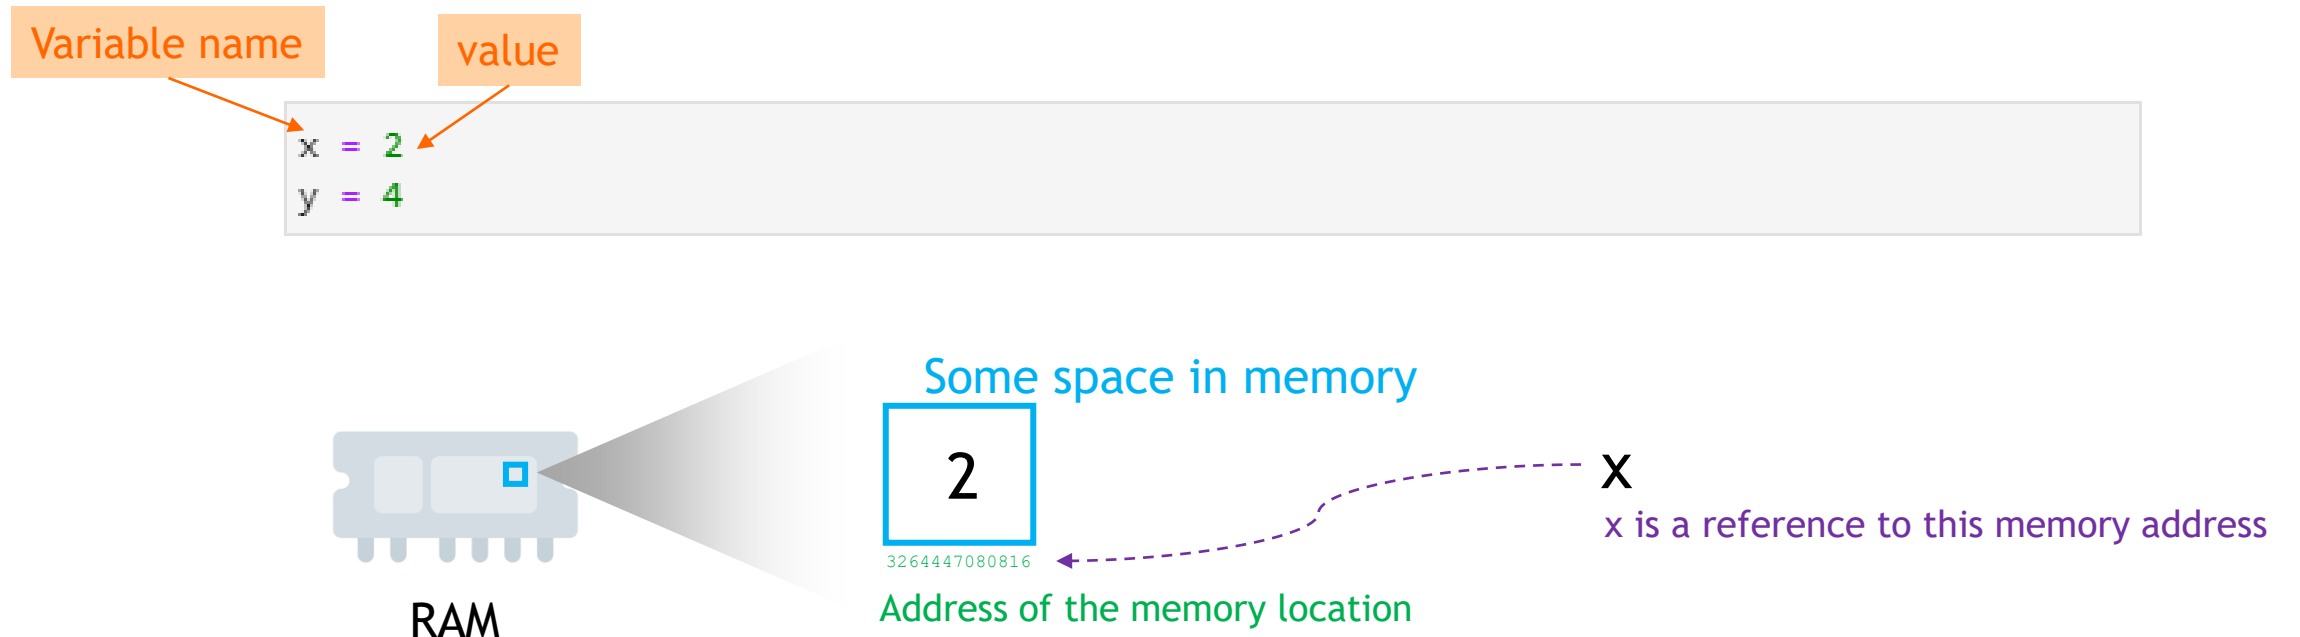 Variable name
value
x = 2
y = 4
Some space in memory
2
x
x is a reference to this memory address
3264447080816
Address of the memory location
RAM